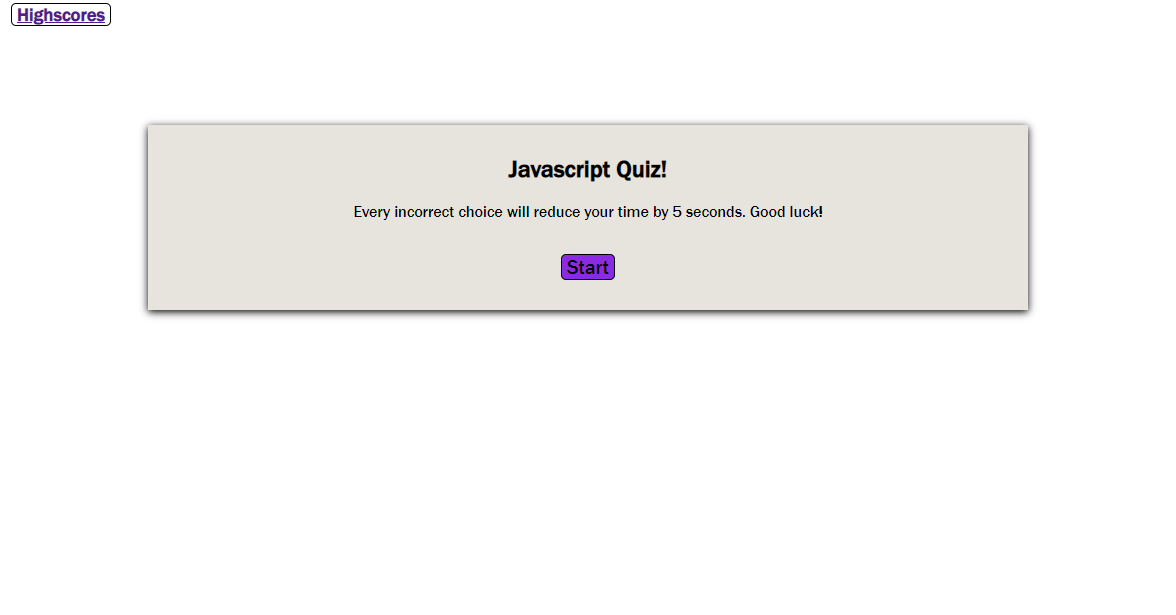 Highscores
Javascript Quiz!
Every incorrect choice will reduce your time by 5 seconds. Good luck!
Start